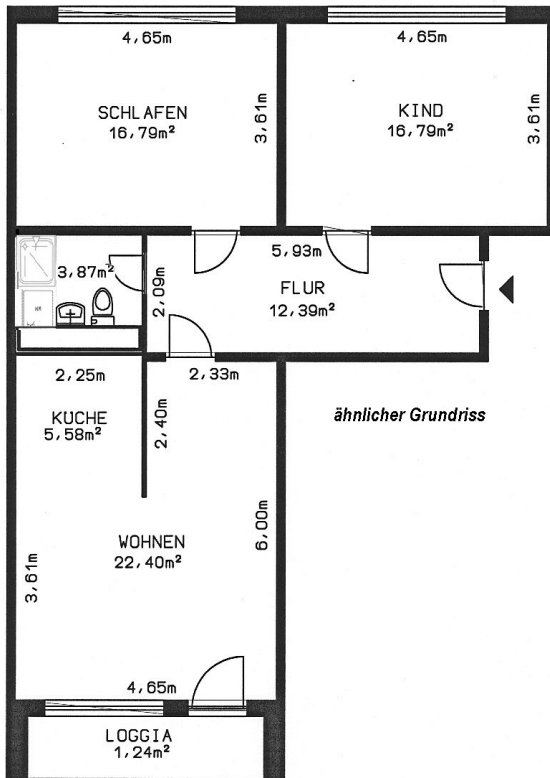 4,65m
4,65m
SCHLAFEN
16,79m²
3,61m
KIND
16,79m²
3,61m
3,87m²
2,09m
5,93m
FLUR
12,39m²
2,25m
2,33m
KÜCHE
5,58m²
2,40m
ähnlicher Grundriss
WOHNEN
22,40m²
3,61m
6,00m
4,65m
LOGGIA
1,24m²